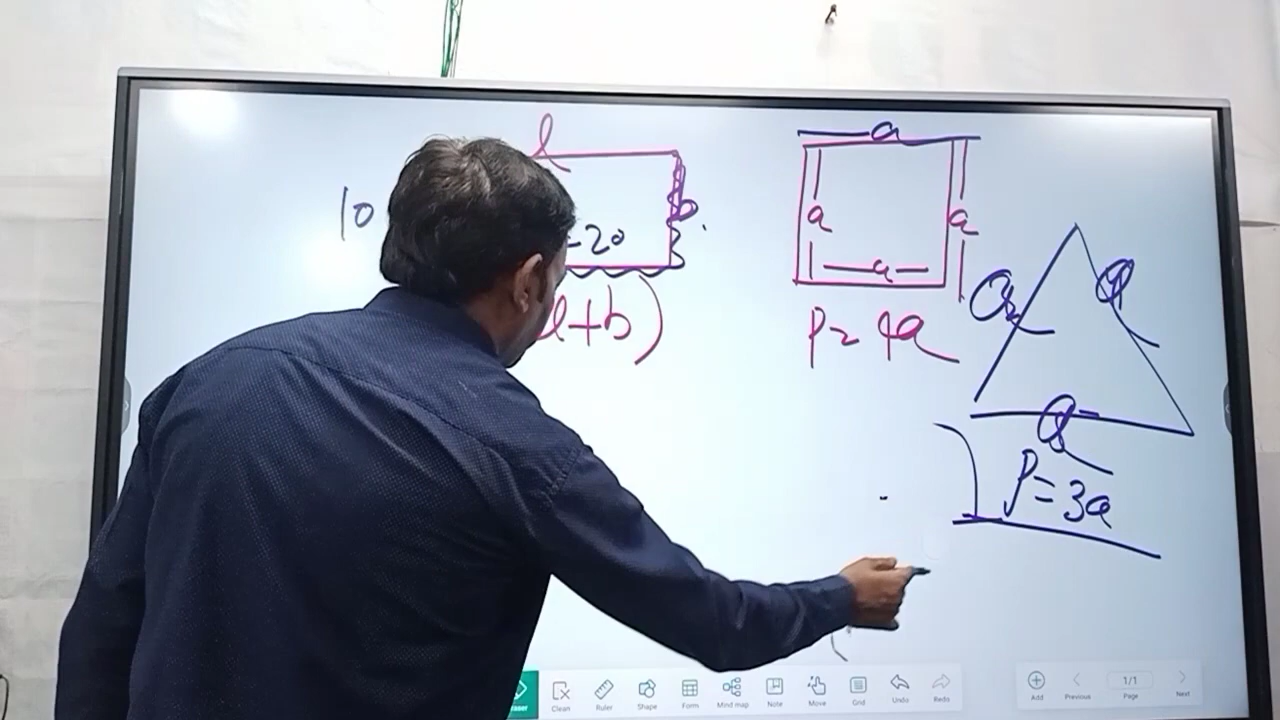 l
10
b
=20
l+b)
a
a
a
a
P= 4a
a
a
a
P=3a
Clean
Ruler
Shape
Form
Mind map
Note
Move
Grid
Undo
Redo
Add
Previous
1/1
Page
Next